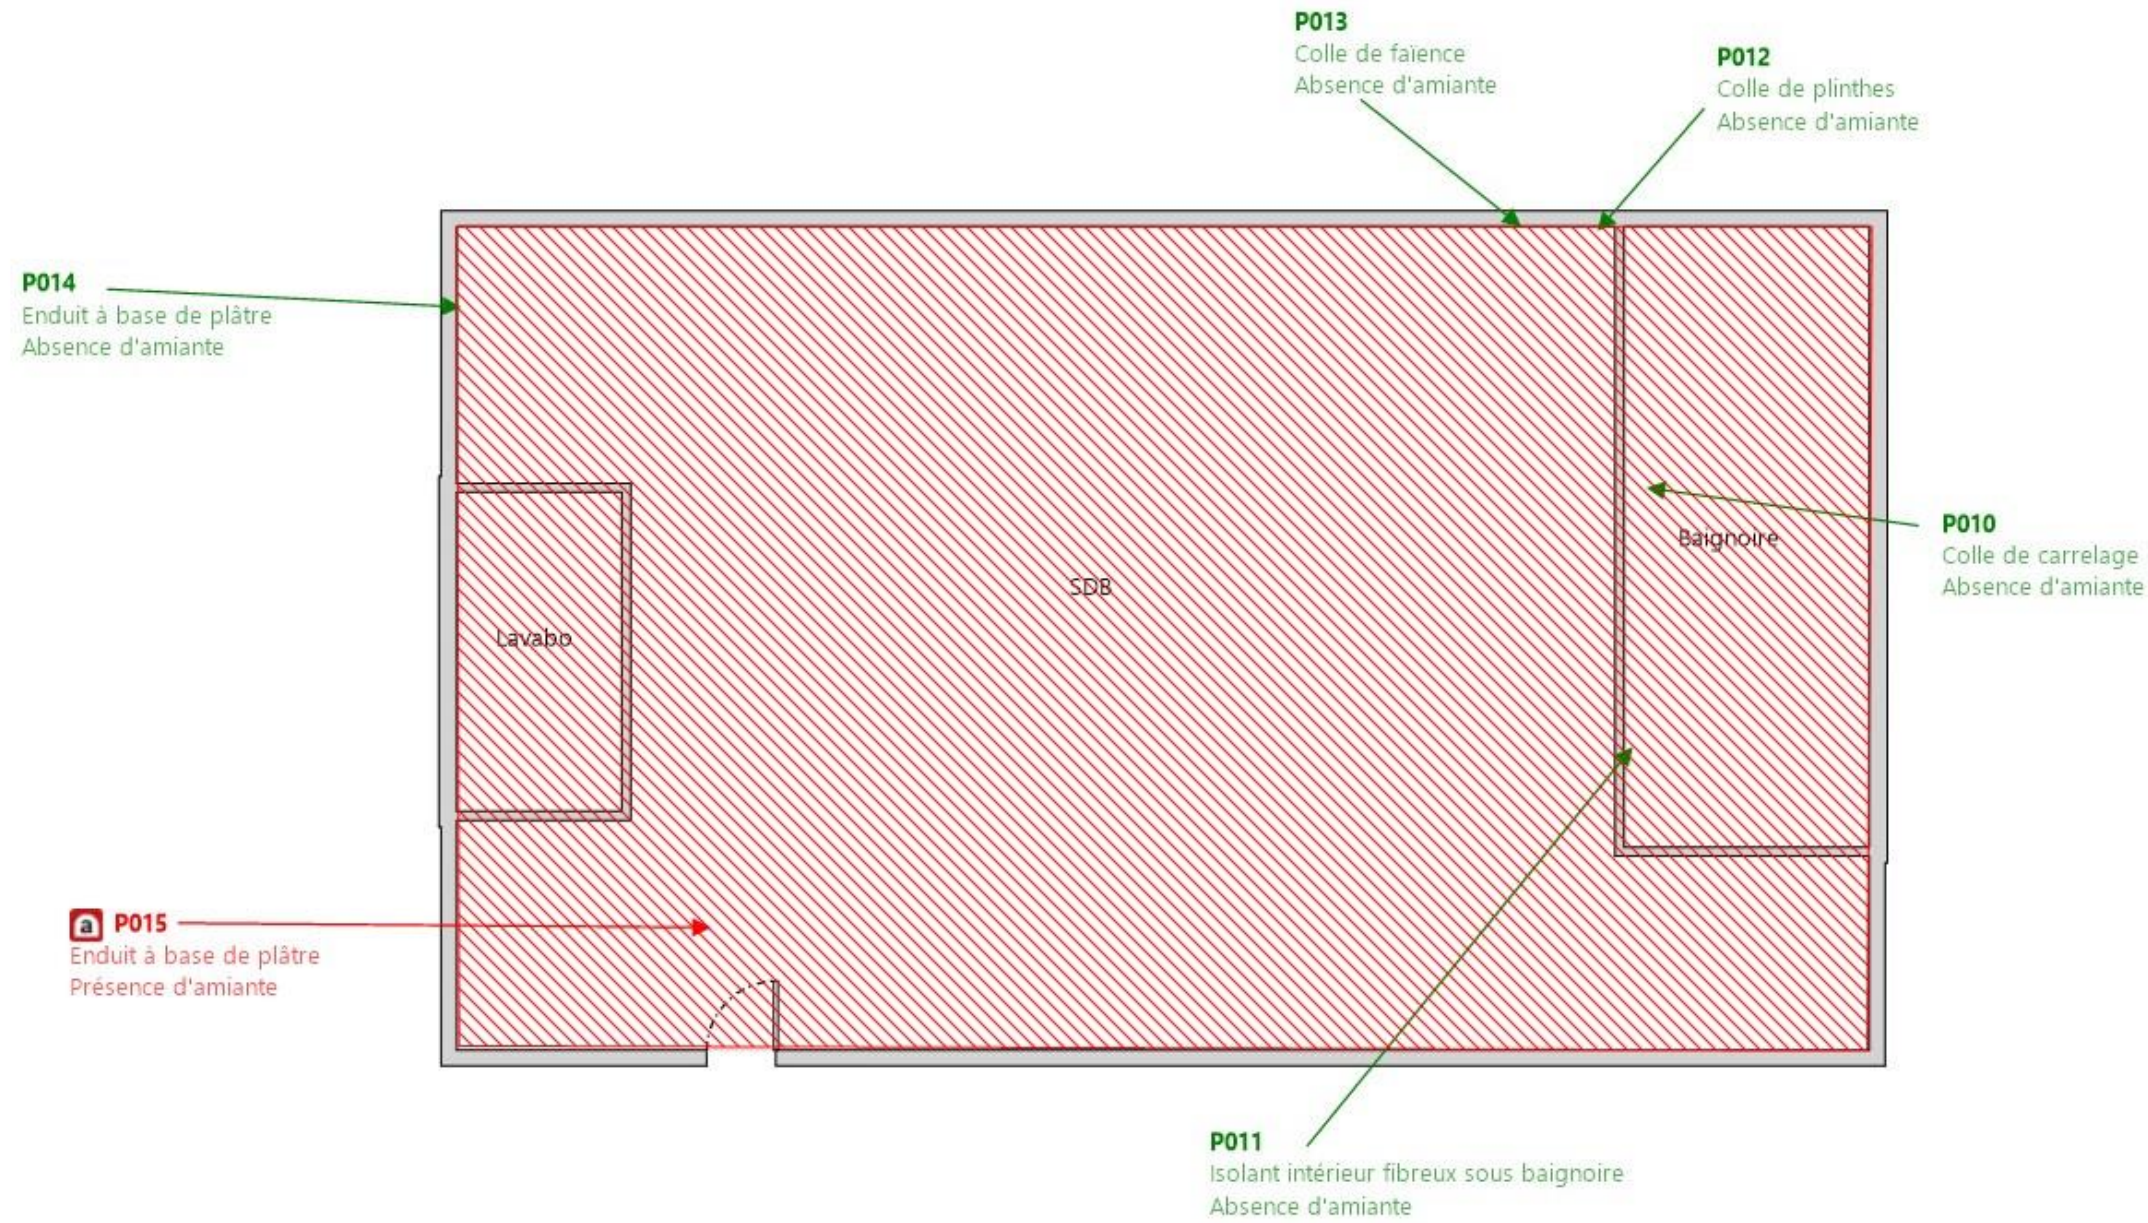 P013
Colle de faïence
Absence d'amiante
P012
Colle de plinthes
Absence d'amiante
P014
Enduit à base de plâtre
Absence d'amiante
P010
Colle de carrelage
Absence d'amiante
Baignoire
SDB
Lavabo
a P015
Enduit à base de plâtre
Présence d'amiante
P011
Isolant intérieur fibreux sous baignoire
Absence d'amiante